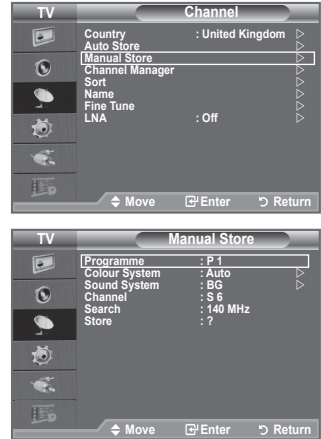 TV Channel
Country : United Kingdom
Auto Store
Manual Store
Channel Manager
Sort
Name
Fine Tune
LNA : Off
Move Enter Return
TV Manual Store
Programme : P 1
Colour System : Auto
Sound System : BG
Channel : S 6
Search : 140 MHz
Store : ?
Move Enter Return